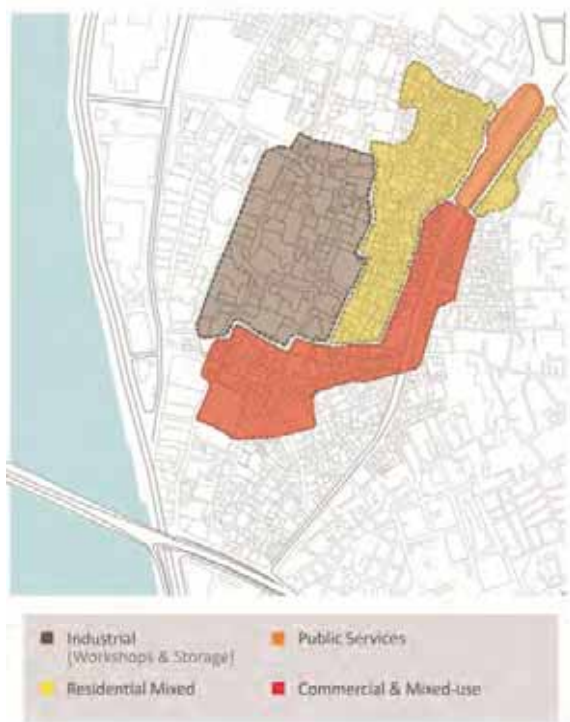 Industrial
(Workshops & Storage)
Residential Mixed
Public Services
Commercial & Mixed-use